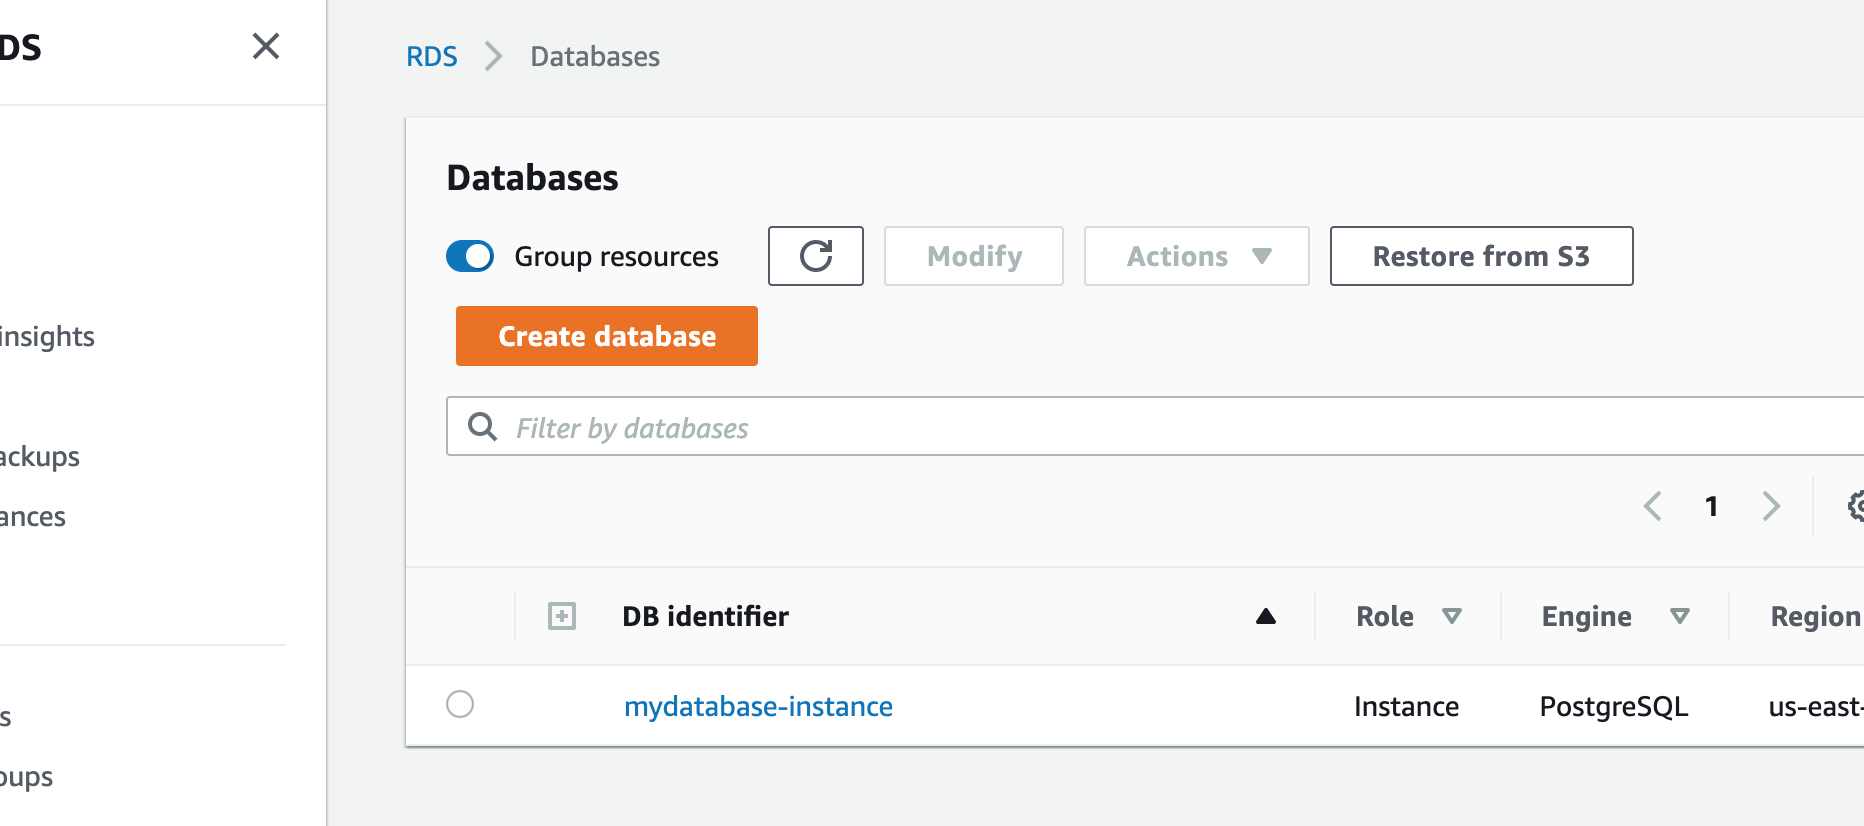 DS
insights
ackups
ances
s
oups
RDS Databases
Databases
Group resources Modify Actions Restore from S3
Create database
Filter by databases
1
DB identifier Role Engine Region
mydatabase-instance Instance PostgreSQL us-east-